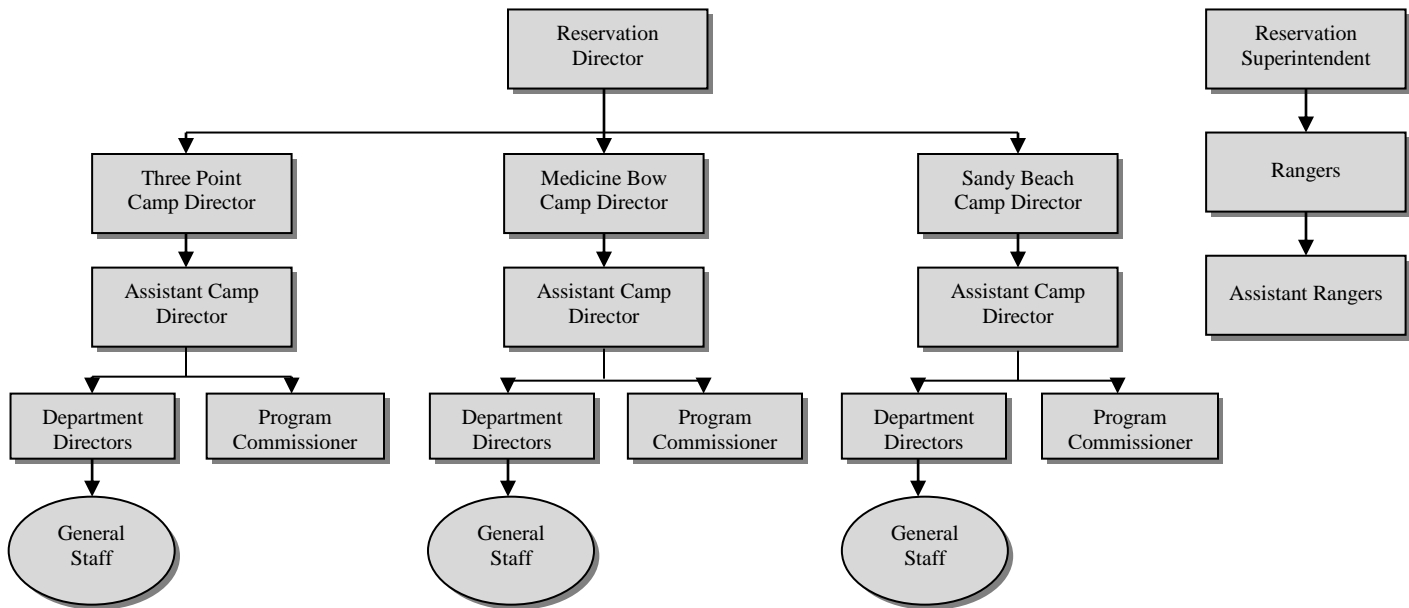 Reservation
Director
Reservation
Superintendent
Three Point
Camp Director
Medicine Bow
Camp Director
Sandy Beach
Camp Director
Rangers
Assistant Camp
Director
Assistant Camp
Director
Assistant Camp
Director
Assistant Rangers
Department
Directors
Program
Commissioner
Department
Directors
Program
Commissioner
Department
Directors
Program
Commissioner
General
Staff
General
Staff
General
Staff